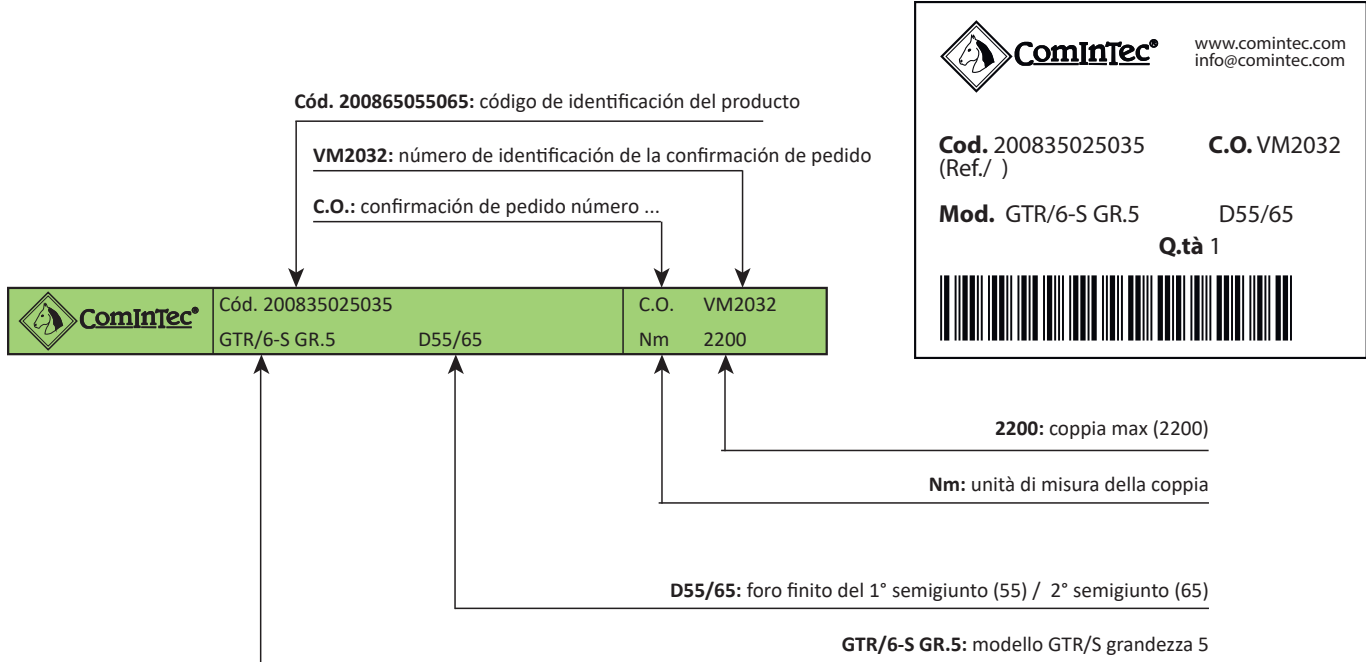 ComInTec®
www.comintec.com
info@comintec.com
Cod. 200835025035 C.O. VM2032
(Ref./ )
Mod. GTR/6-S GR.5 D55/65
Q.tà 1
Cód. 200865055065: código de identificación del producto
VM2032: número de identificación de la confirmación de pedido
C.O.: confirmación de pedido número ...
ComInTec®
Cód. 200835025035 C.O. VM2032
GTR/6-S GR.5 D55/65 Nm 2200
2200: coppia max (2200)
Nm: unità di misura della coppia
D55/65: foro finito del 1° semigiunto (55) / 2° semigiunto (65)
GTR/6-S GR.5: modello GTR/S grandezza 5